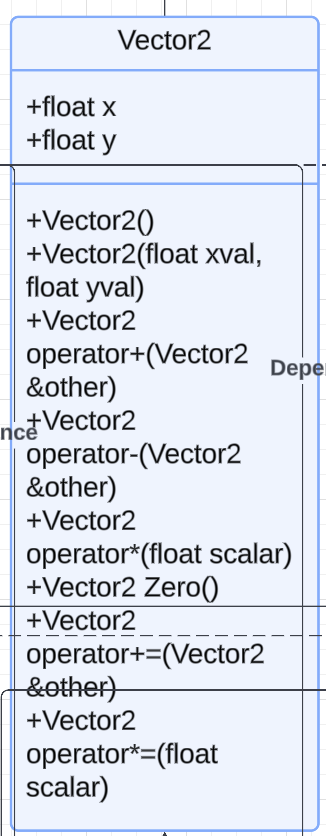 Vector2
+float x
+float y
+Vector2()
+Vector2(float xval,
float yval)
+Vector2
operator+(Vector2
&other)
+Vector2
operator-(Vector2
&other)
+Vector2
operator*(float scalar)
+Vector2 Zero()
+Vector2
operator+=(Vector2
&other)
+Vector2
operator*=(float
scalar)
Depe
nce